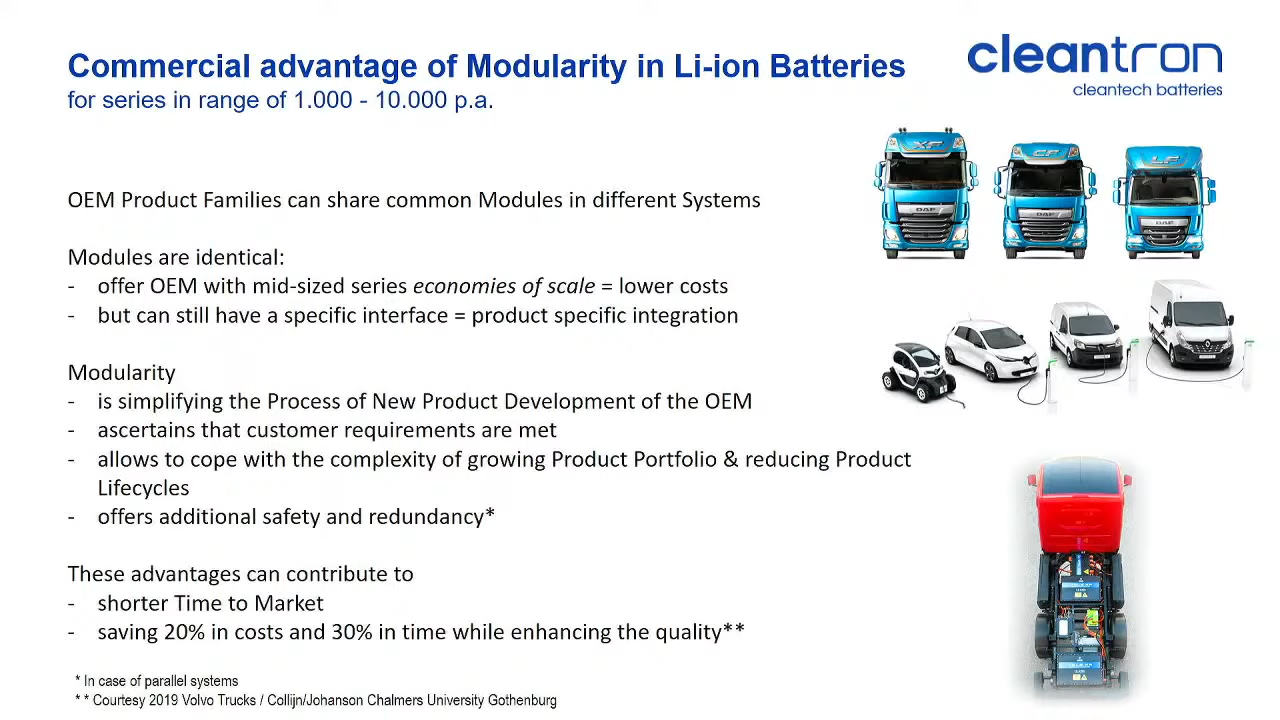 Commercial advantage of Modularity in Li-ion Batteries
for series in range of 1.000 - 10.000 p.a.
cleantron
cleantech batteries
XF
CF
LF
DAF
DAF
DAF
OEM Product Families can share common Modules in different Systems
Modules are identical:
- offer OEM with mid-sized series economies of scale = lower costs
- but can still have a specific interface = product specific integration
Modularity
- is simplifying the Process of New Product Development of the OEM
- ascertains that customer requirements are met
- allows to cope with the complexity of growing Product Portfolio & reducing Product
Lifecycles
- offers additional safety and redundancy*
These advantages can contribute to
- shorter Time to Market
- saving 20% in costs and 30% in time while enhancing the quality**
* In case of parallel systems
* * Courtesy 2019 Volvo Trucks / Collijn/Johanson Chalmers University Gothenburg